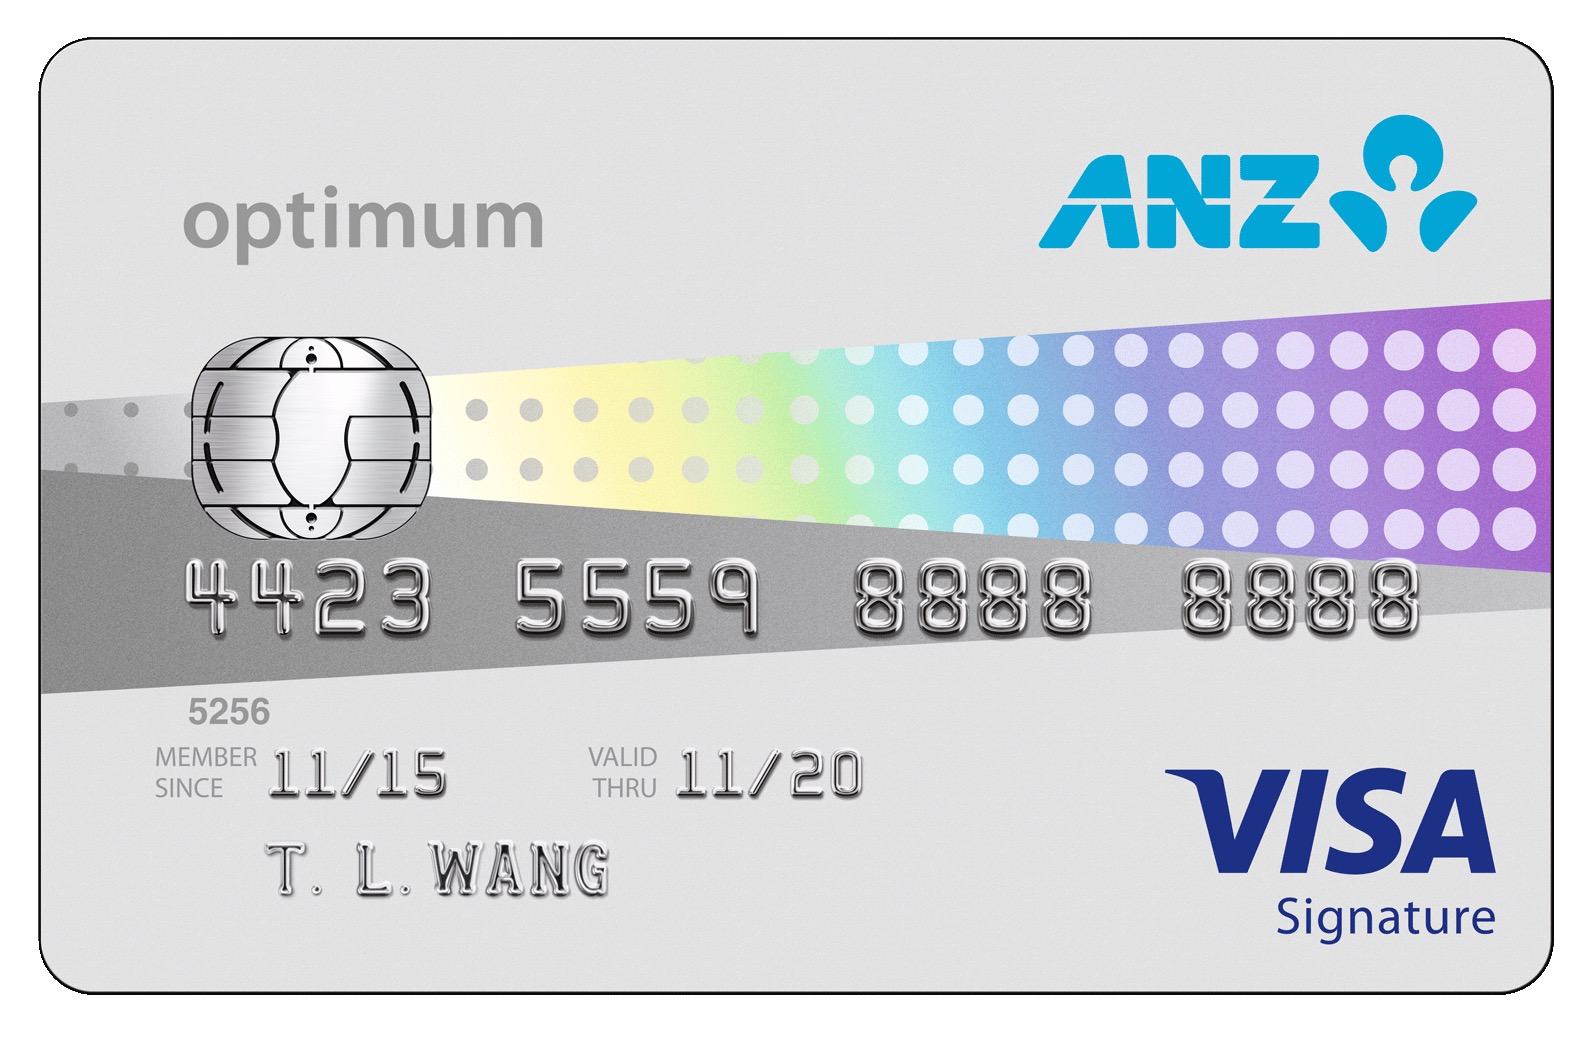 optimum
ANZ
4423 5559 8888 8888
5256
MEMBER SINCE 11/15
VALID THRU 11/20
T. L. WANG
VISA
Signature